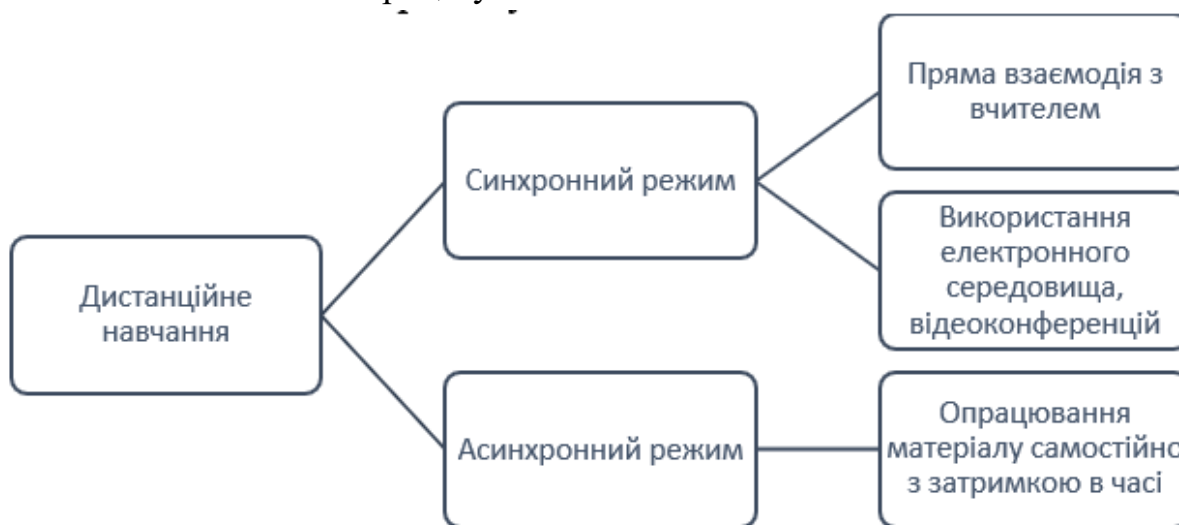 Дистанційне
навчання
Синхронний режим
Пряма взаємодія з
вчителем
Використання
електронного
середовища,
відеоконференцій
Асинхронний режим
Опрацювання
матеріалу самостійно
з затримкою в часі